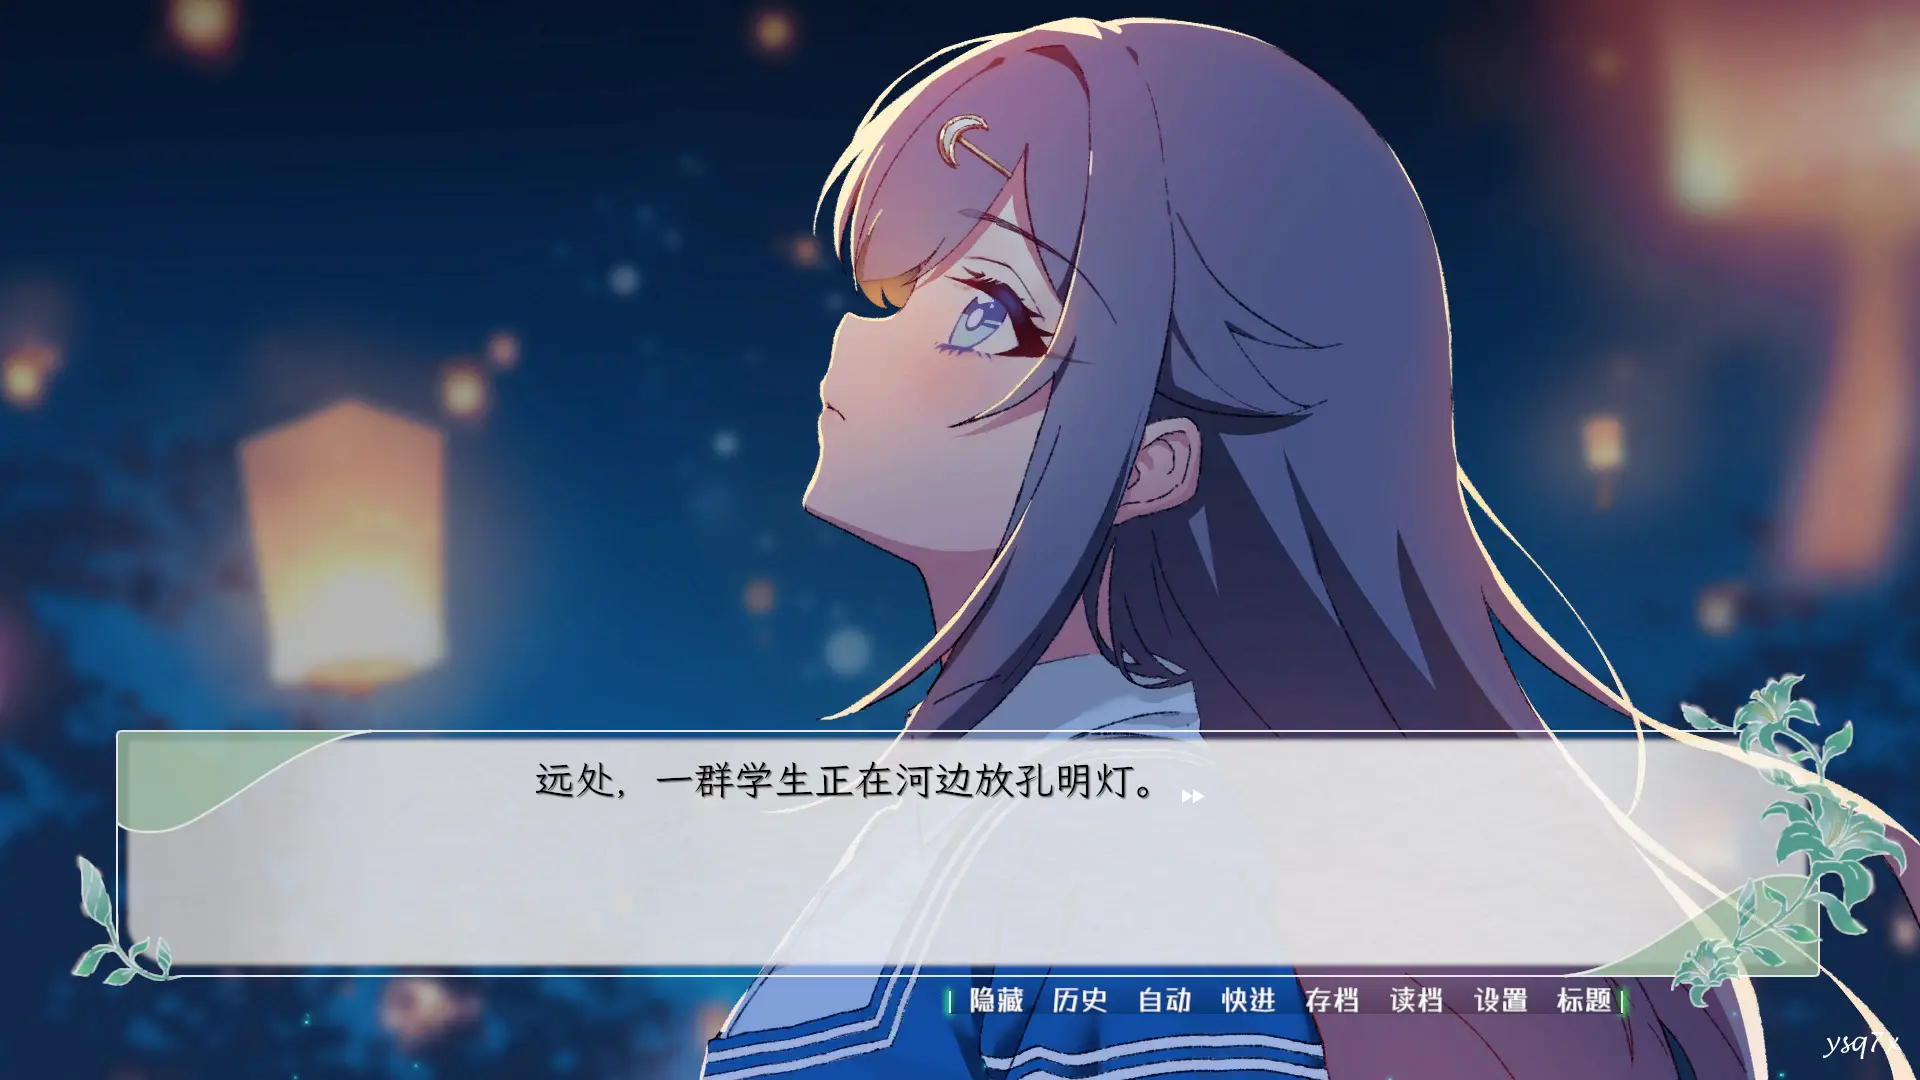 远处,一群学生正在河边放孔明灯。
隐藏 历史 自动 快进 存档 读档 设置 标题